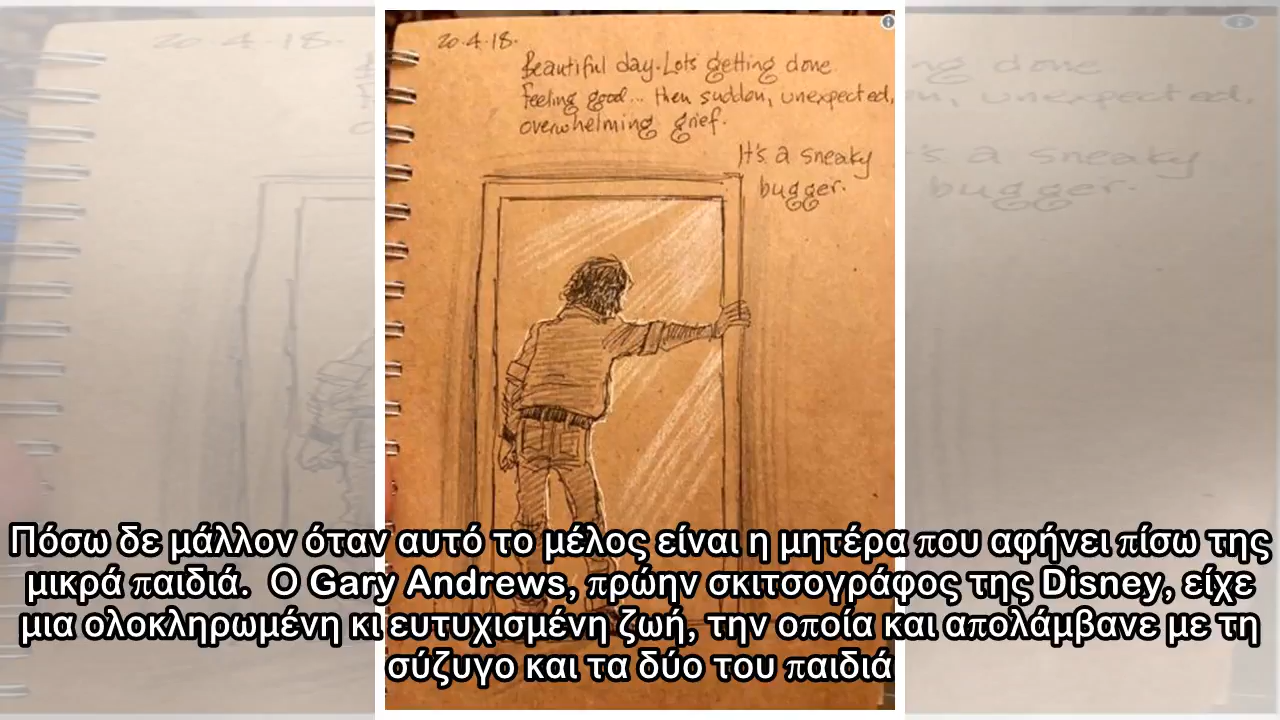 20.4.18.
Beautiful day. Lots getting done.
Feeling good... then sudden, unexpected,
overwhelming grief.
It's a sneaky
bugger.
Πόσω δε μάλλον όταν αυτό το μέλος είναι η μητέρα που αφήνει πίσω της
μικρά παιδιά. Ο Gary Andrews, πρώην σκιτσογράφος της Disney, είχε
μια ολοκληρωμένη κι ευτυχισμένη ζωή, την οποία και απολάμβανε με τη
σύζυγο και τα δύο του παιδιά